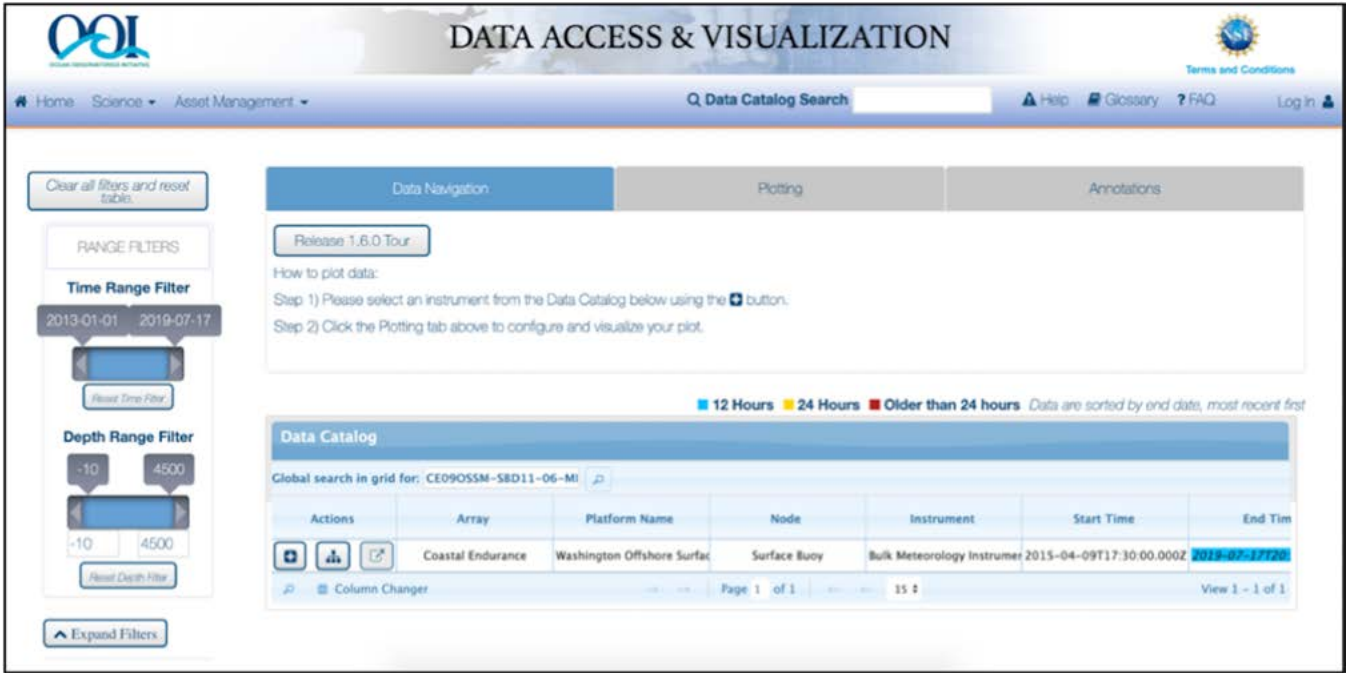 OOI
OCEAN OBSERVATORIES INITIATIVE
DATA ACCESS & VISUALIZATION
NSF
Terms and Conditions
Home Science Asset Management Data Catalog Search Help Glossary ? FAQ Log In
Clear all filters and reset table.
Data Navigation Plotting Annotations
RANGE FILTERS
Time Range Filter
2013-01-01 2019-07-17
Reset Time Filter
Depth Range Filter
-10 4500
-10 4500
Reset Depth Filter
Expand Filters
Release 1.6.0 Tour
How to plot data:
Step 1) Please select an instrument from the Data Catalog below using the button.
Step 2) Click the Plotting tab above to configure and visualize your plot.
12 Hours 24 Hours Older than 24 hours Data are sorted by end date, most recent first
Data Catalog
Global search in grid for: CE09OSSM-SBD11-06-MI
Actions Array Platform Name Node Instrument Start Time End Tim
Coastal Endurance Washington Offshore Surfac Surface Buoy Bulk Meteorology Instrumer 2015-04-09T17:30:00.000Z 2019-07-17T20:
Column Changer Page 1 of 1 15 View 1 - 1 of 1